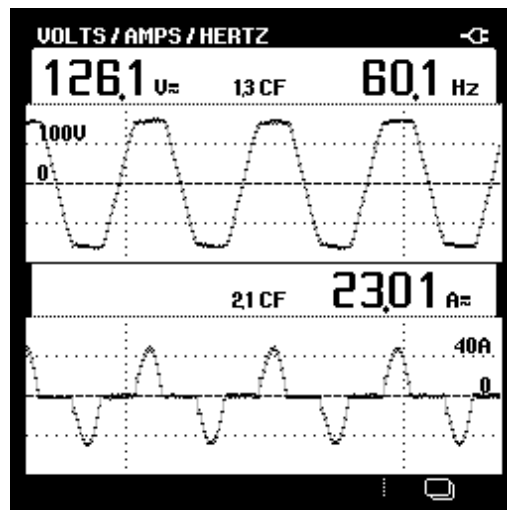 VOLTS / AMPS / HERTZ
126,1 V≂ 1,3 CF 60,1 Hz
100V
0
2,1 CF 23,01 A≂
40A
0